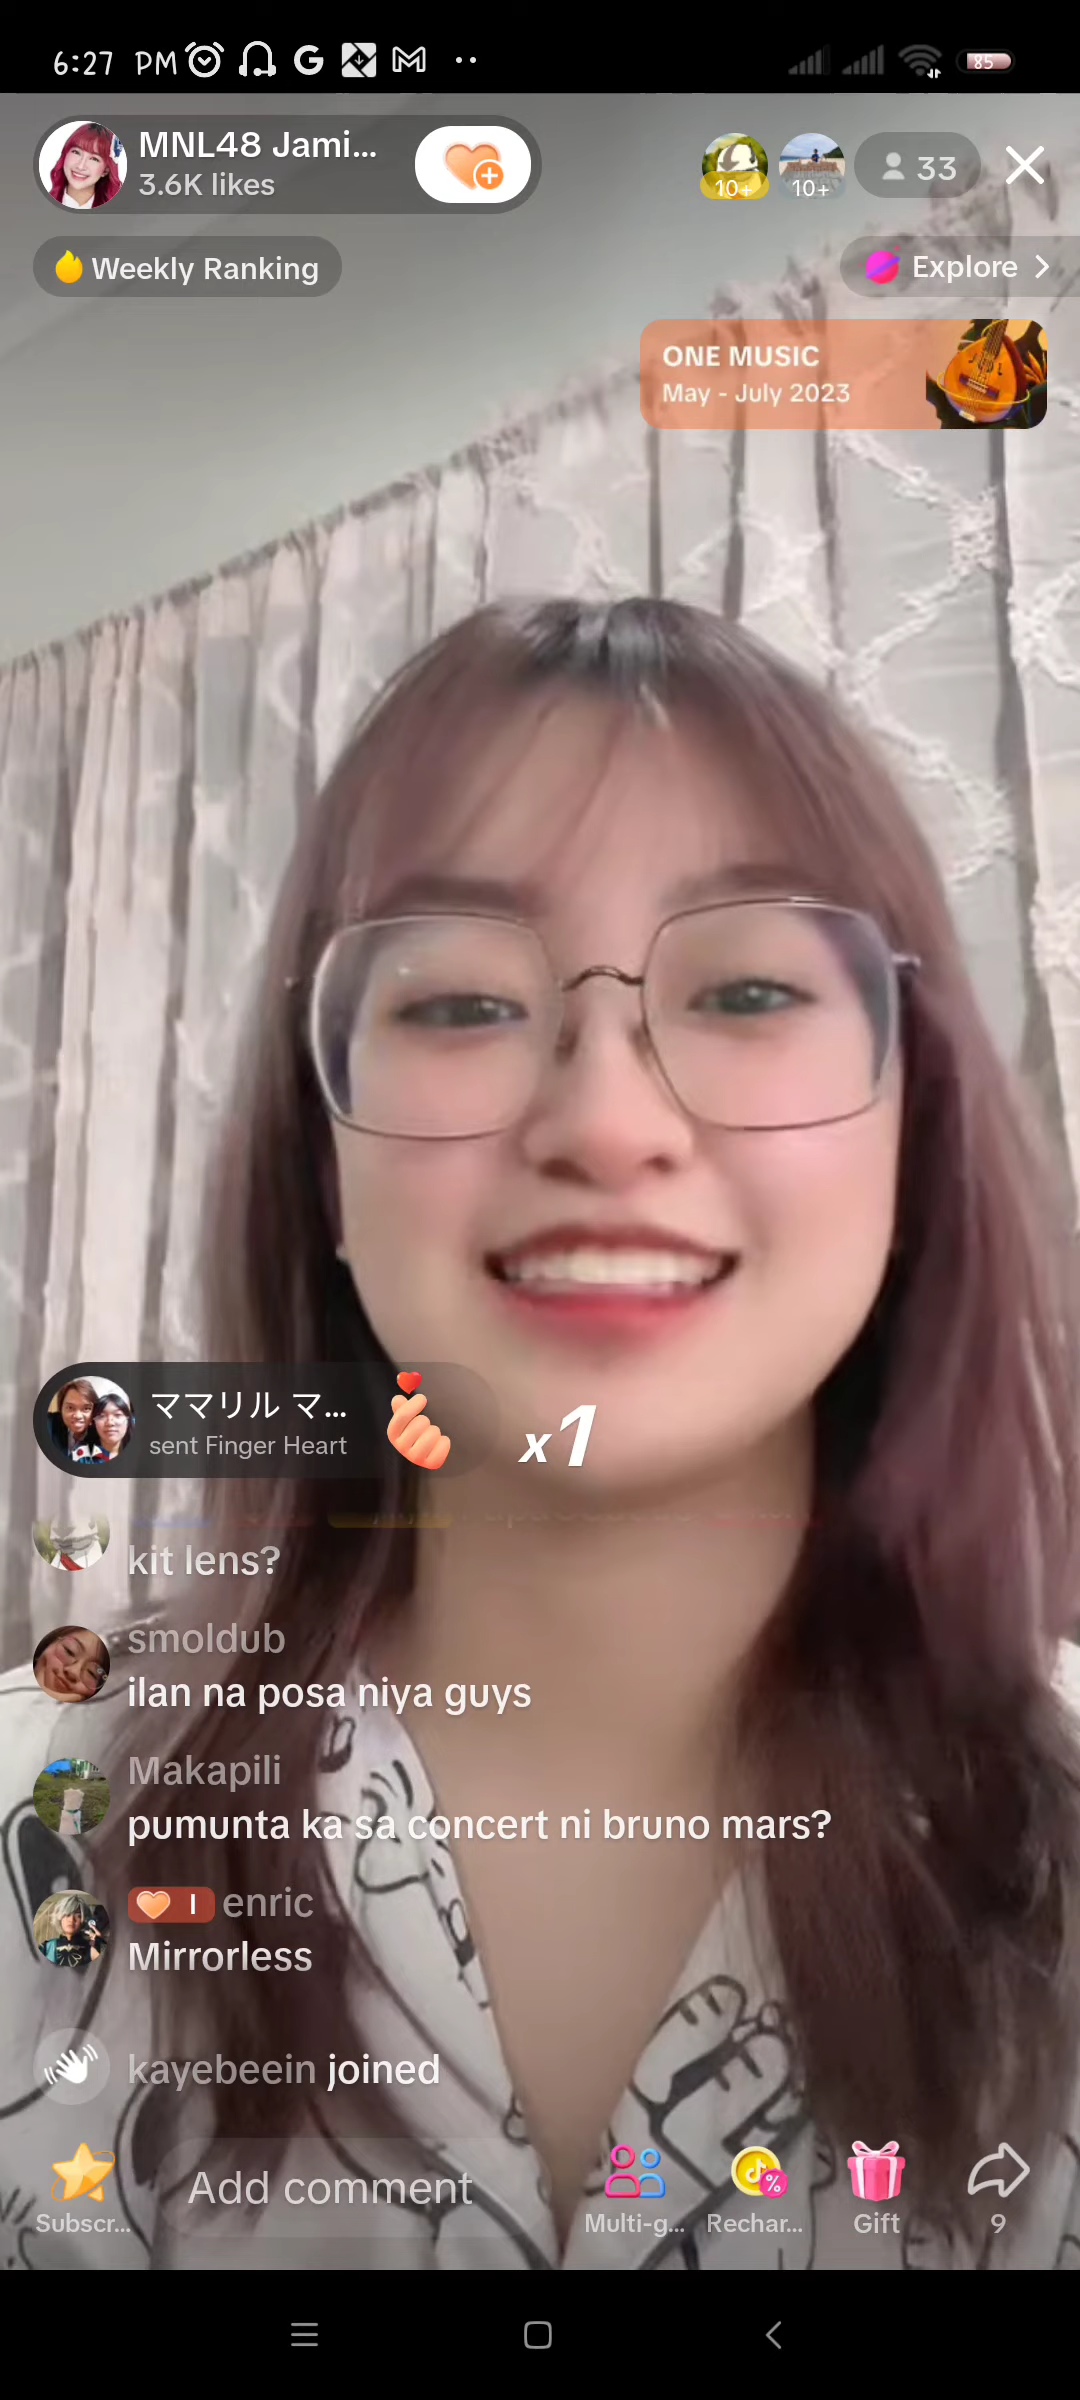 6:27 PM
85
MNL48 Jami...
3.6K likes
10+
10+
33
Weekly Ranking
Explore
ONE MUSIC
May - July 2023
ママリル マ...
sent Finger Heart
x1
kit lens?
smoldub
ilan na posa niya guys
Makapili
pumunta ka sa concert ni bruno mars?
I enric
Mirrorless
kayebeein joined
Add comment
Subscr...
Multi-g...
Rechar...
Gift
9